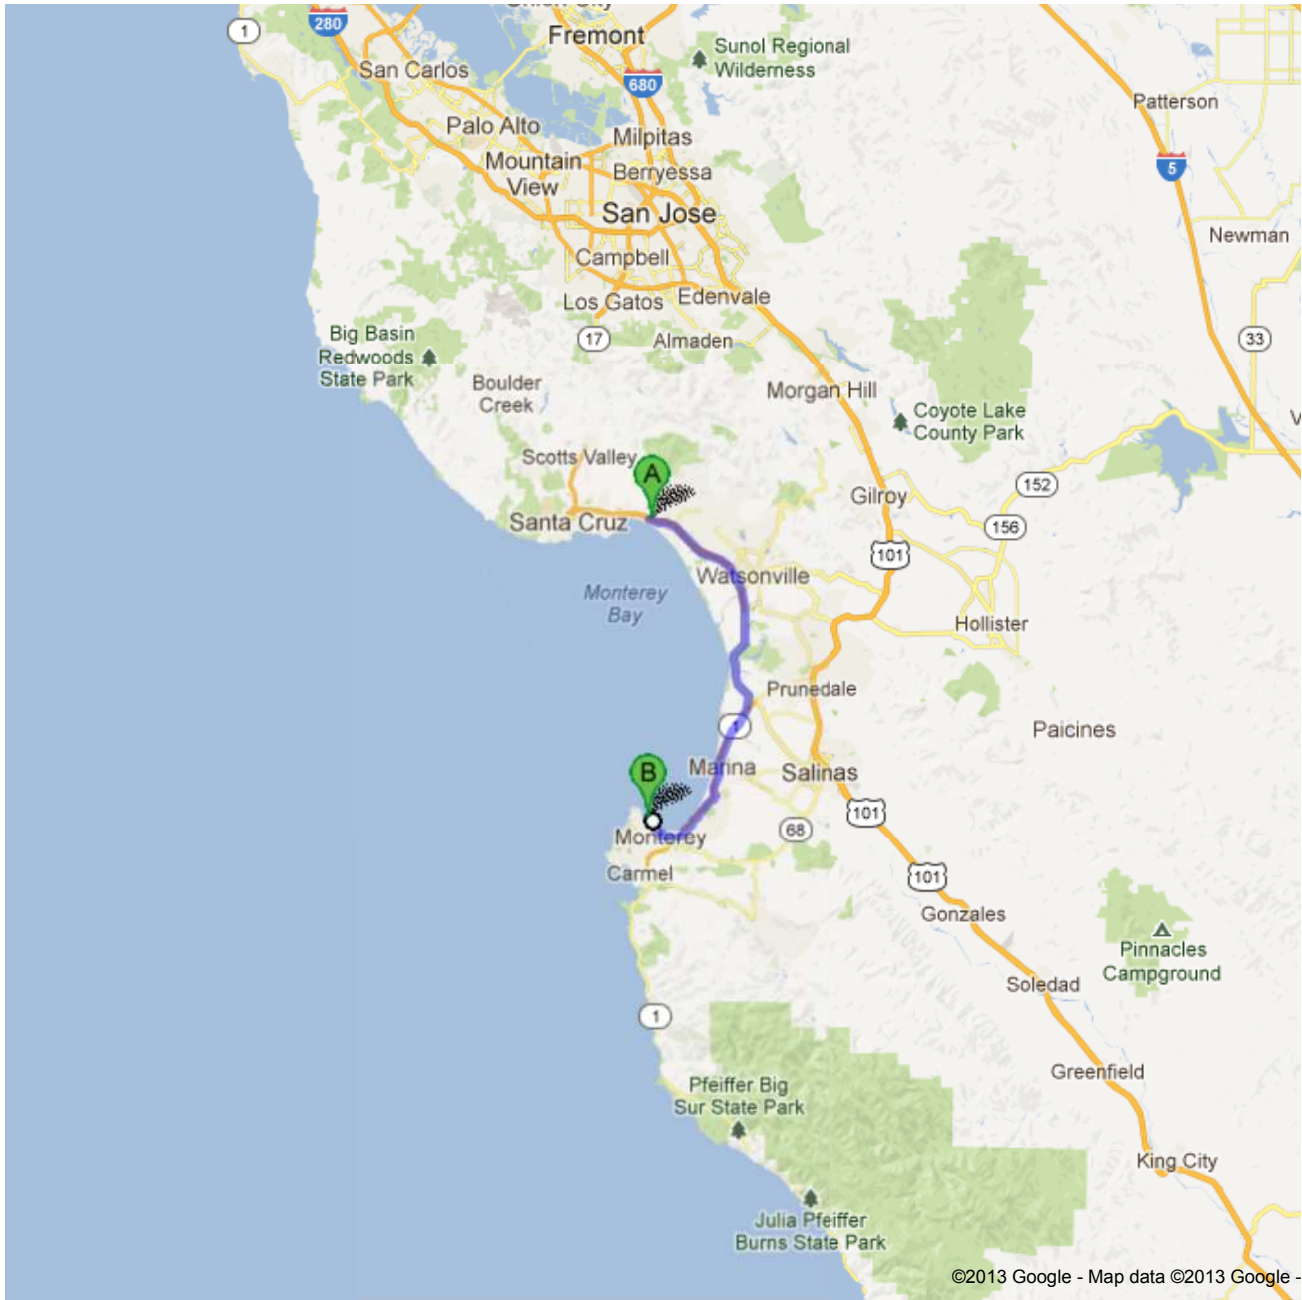 Union City
1
280
Fremont
Sunol Regional
Wilderness
San Carlos
680
Patterson
Palo Alto
Milpitas
Mountain
View
Berryessa
5
San Jose
Newman
Campbell
Los Gatos
Edenvale
17
Almaden
33
Big Basin
Redwoods
State Park
Boulder
Creek
Morgan Hill
Coyote Lake
County Park
V
Scotts Valley
A
152
Gilroy
Santa Cruz
156
101
Watsonville
Monterey
Bay
Hollister
Prunedale
1
Paicines
Marina
Salinas
B
101
68
Monterey
Carmel
101
Gonzales
Pinnacles
Campground
Soledad
1
Greenfield
Pfeiffer Big
Sur State Park
King City
Julia Pfeiffer
Burns State Park
©2013 Google - Map data ©2013 Google -